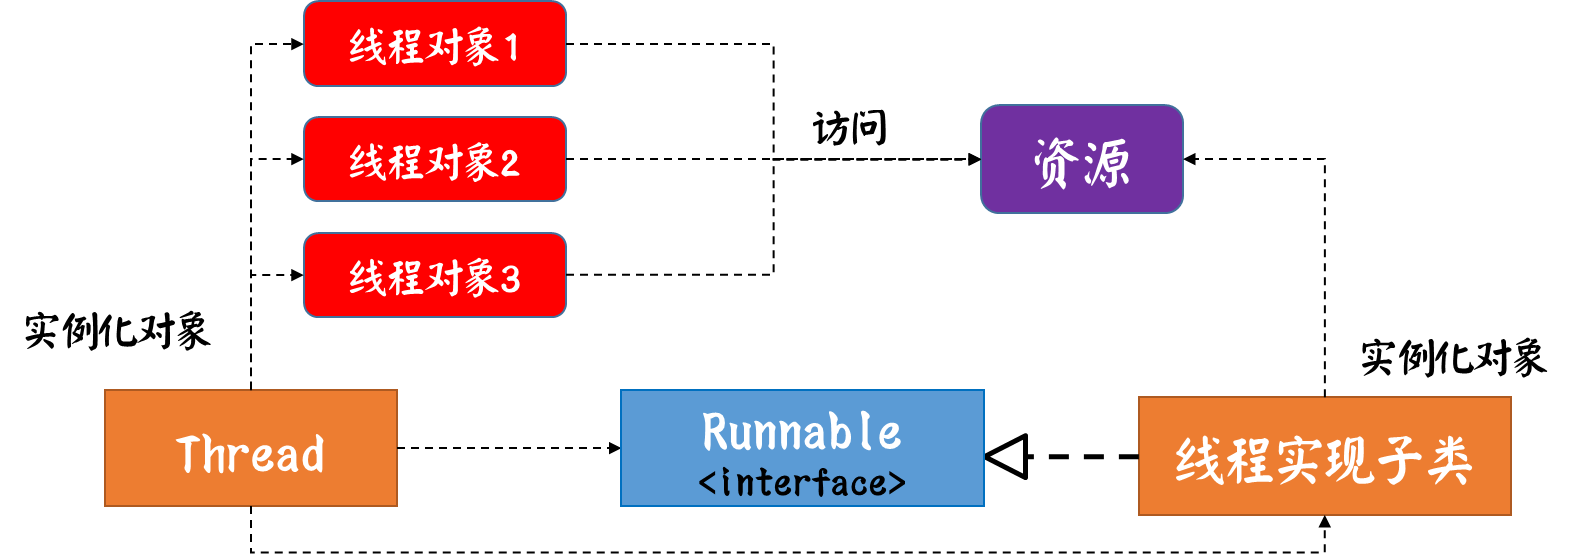 线程对象1
线程对象2
线程对象3
访问
资源
实例化对象
实例化对象
Thread
Runnable
<interface>
线程实现子类